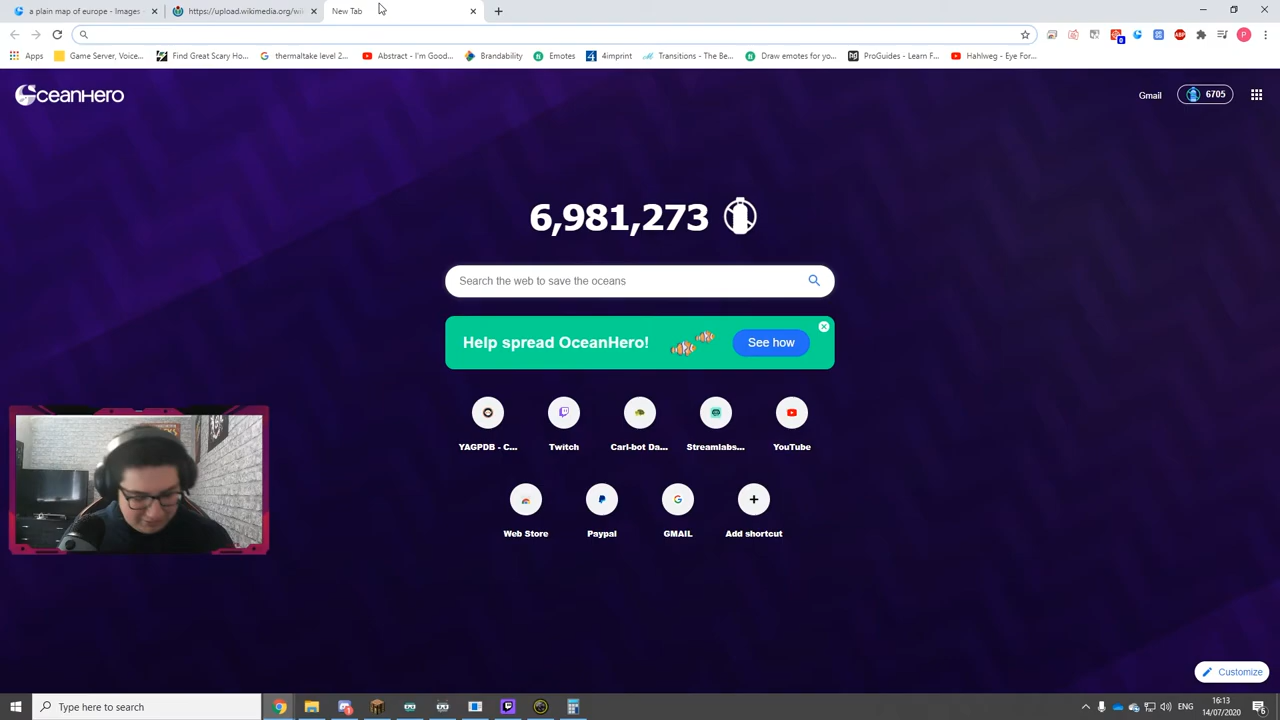 a plain map of europe - Images
https://upload.wikimedia.org/wi
New Tab
Apps
Game Server, Voice...
Find Great Scary Ho...
thermaltake level 2...
Abstract - I'm Good...
Brandability
Emotes
4imprint
Transitions - The Be...
Draw emotes for yo...
ProGuides - Learn F...
Hahlweg - Eye For...
OceanHero
Gmail
6705
6,981,273
Search the web to save the oceans
Help spread OceanHero!
See how
YAGPDB - C...
Twitch
Carl-bot Da...
Streamlabs...
YouTube
Web Store
Paypal
GMAIL
Add shortcut
Customize
Type here to search
ENG
16:13
14/07/2020